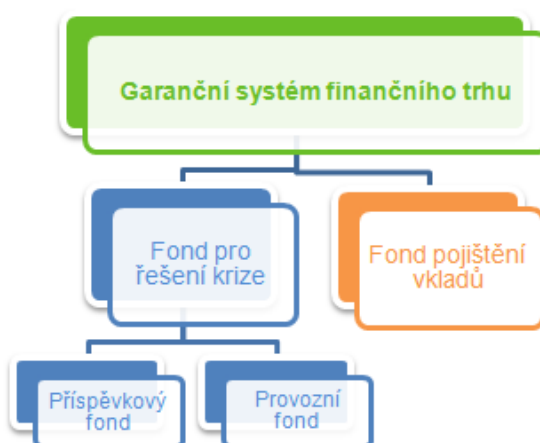 Garanční systém finančního trhu
Fond pro
řešení krize
Fond pojištění
vkladů
Příspěvkový
fond
Provozní
fond